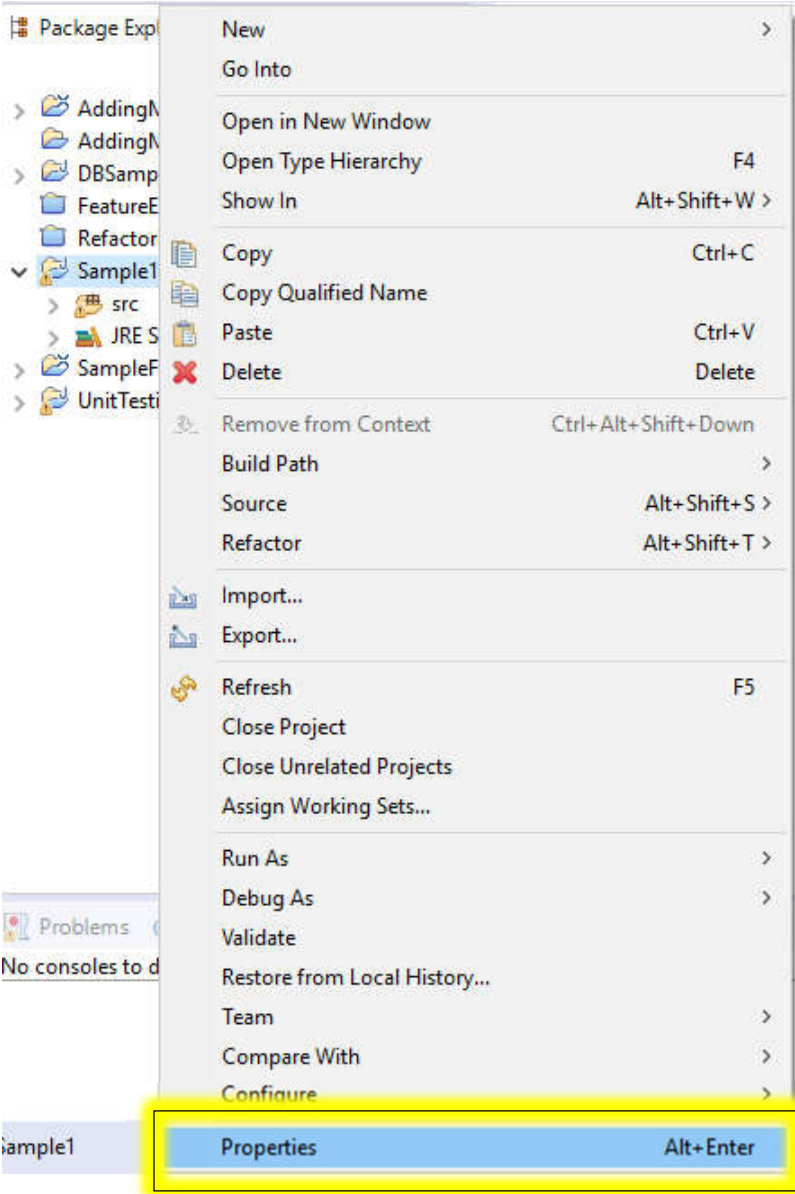 Package Expl
AddingM
AddingM
DBSamp
FeatureE
Refactor
Sample1
src
JRE S
SampleF
UnitTesti
New
Go Into
Open in New Window
Open Type Hierarchy F4
Show In Alt+Shift+W
Copy Ctrl+C
Copy Qualified Name
Paste Ctrl+V
Delete Delete
Remove from Context Ctrl+Alt+Shift+Down
Build Path
Source Alt+Shift+S
Refactor Alt+Shift+T
Import...
Export...
Refresh F5
Close Project
Close Unrelated Projects
Assign Working Sets...
Run As
Debug As
Validate
Restore from Local History...
Team
Compare With
Configure
Properties Alt+Enter
Problems
No consoles to d
Sample1